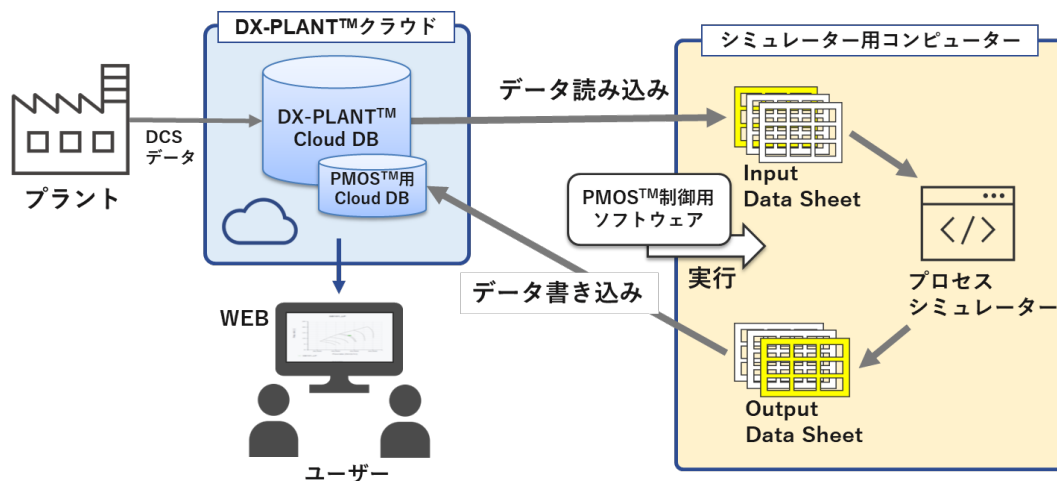 DX-PLANT™クラウド
シミュレーター用コンピューター
データ読み込み
DX-PLANT™
Cloud DB
DCS
データ
プラント
PMOS™用
Cloud DB
Input
Data Sheet
PMOS™制御用
ソフトウェア
実行
データ書き込み
プロセス
シミュレーター
WEB
Output
Data Sheet
ユーザー